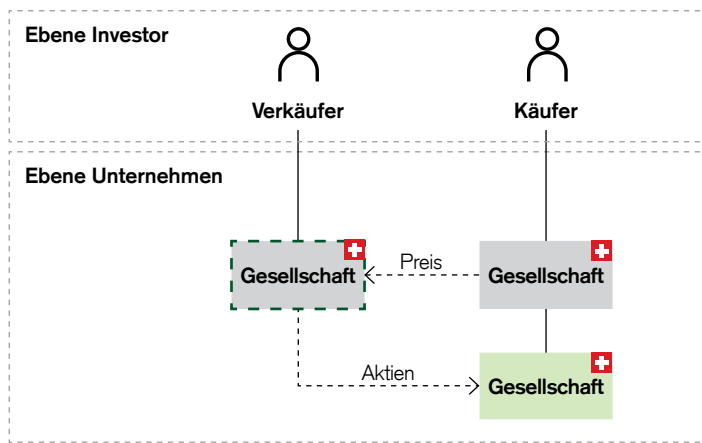 Ebene Investor
Verkäufer
Käufer
Ebene Unternehmen
Gesellschaft
Preis
Gesellschaft
Aktien
Gesellschaft